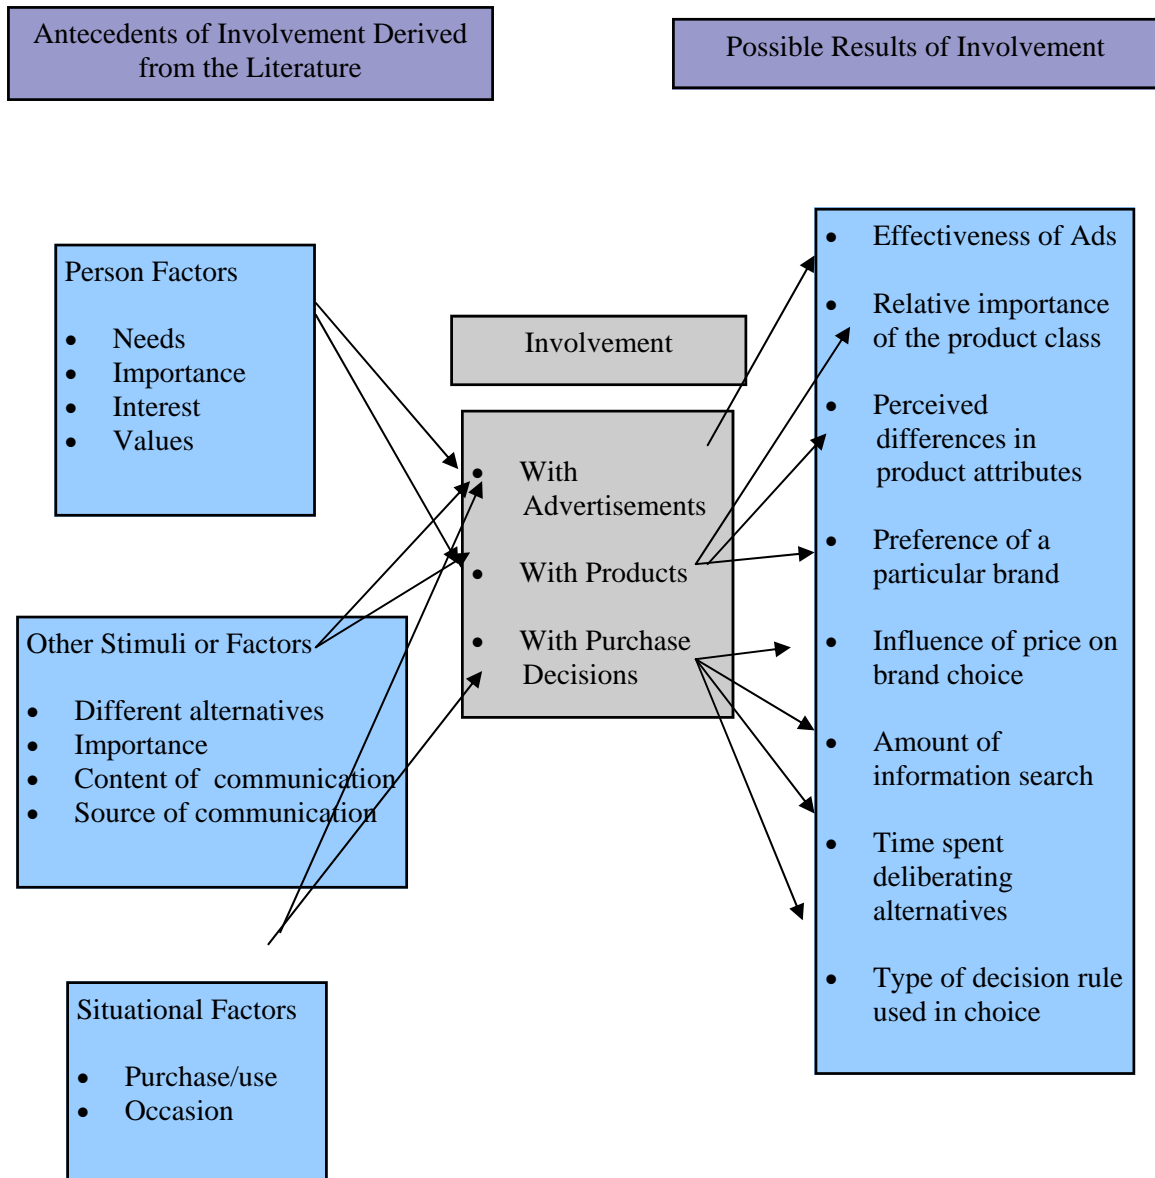 Antecedents of Involvement Derived
from the Literature
Possible Results of Involvement
Person Factors
• Needs
• Importance
• Interest
• Values
Other Stimuli or Factors
• Different alternatives
• Importance
• Content of communication
• Source of communication
Situational Factors
• Purchase/use
• Occasion
Involvement
• With
Advertisements
• With Products
• With Purchase
Decisions
• Effectiveness of Ads
• Relative importance
of the product class
• Perceived
differences in
product attributes
• Preference of a
particular brand
• Influence of price on
brand choice
• Amount of
information search
• Time spent
deliberating
alternatives
• Type of decision rule
used in choice